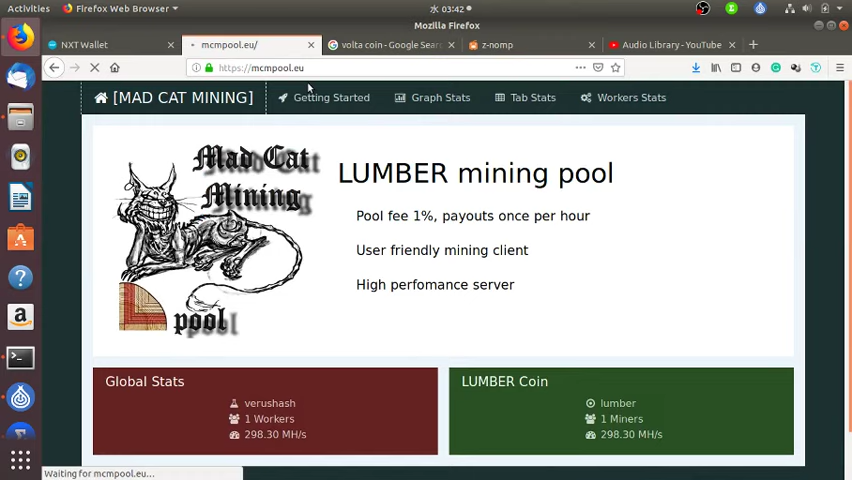 Activities
Firefox Web Browser
水 03:42
Mozilla Firefox
NXT Wallet
mcmpool.eu/
volta coin - Google Sear
z-nomp
Audio Library - YouTube
https://mcmpool.eu
[MAD CAT MINING]
Getting Started
Graph Stats
Tab Stats
Workers Stats
Mad Cat
Mining
pool
LUMBER mining pool
Pool fee 1%, payouts once per hour
User friendly mining client
High perfomance server
Global Stats
verushash
1 Workers
298.30 MH/s
LUMBER Coin
lumber
1 Miners
298.30 MH/s
Waiting for mcmpool.eu...